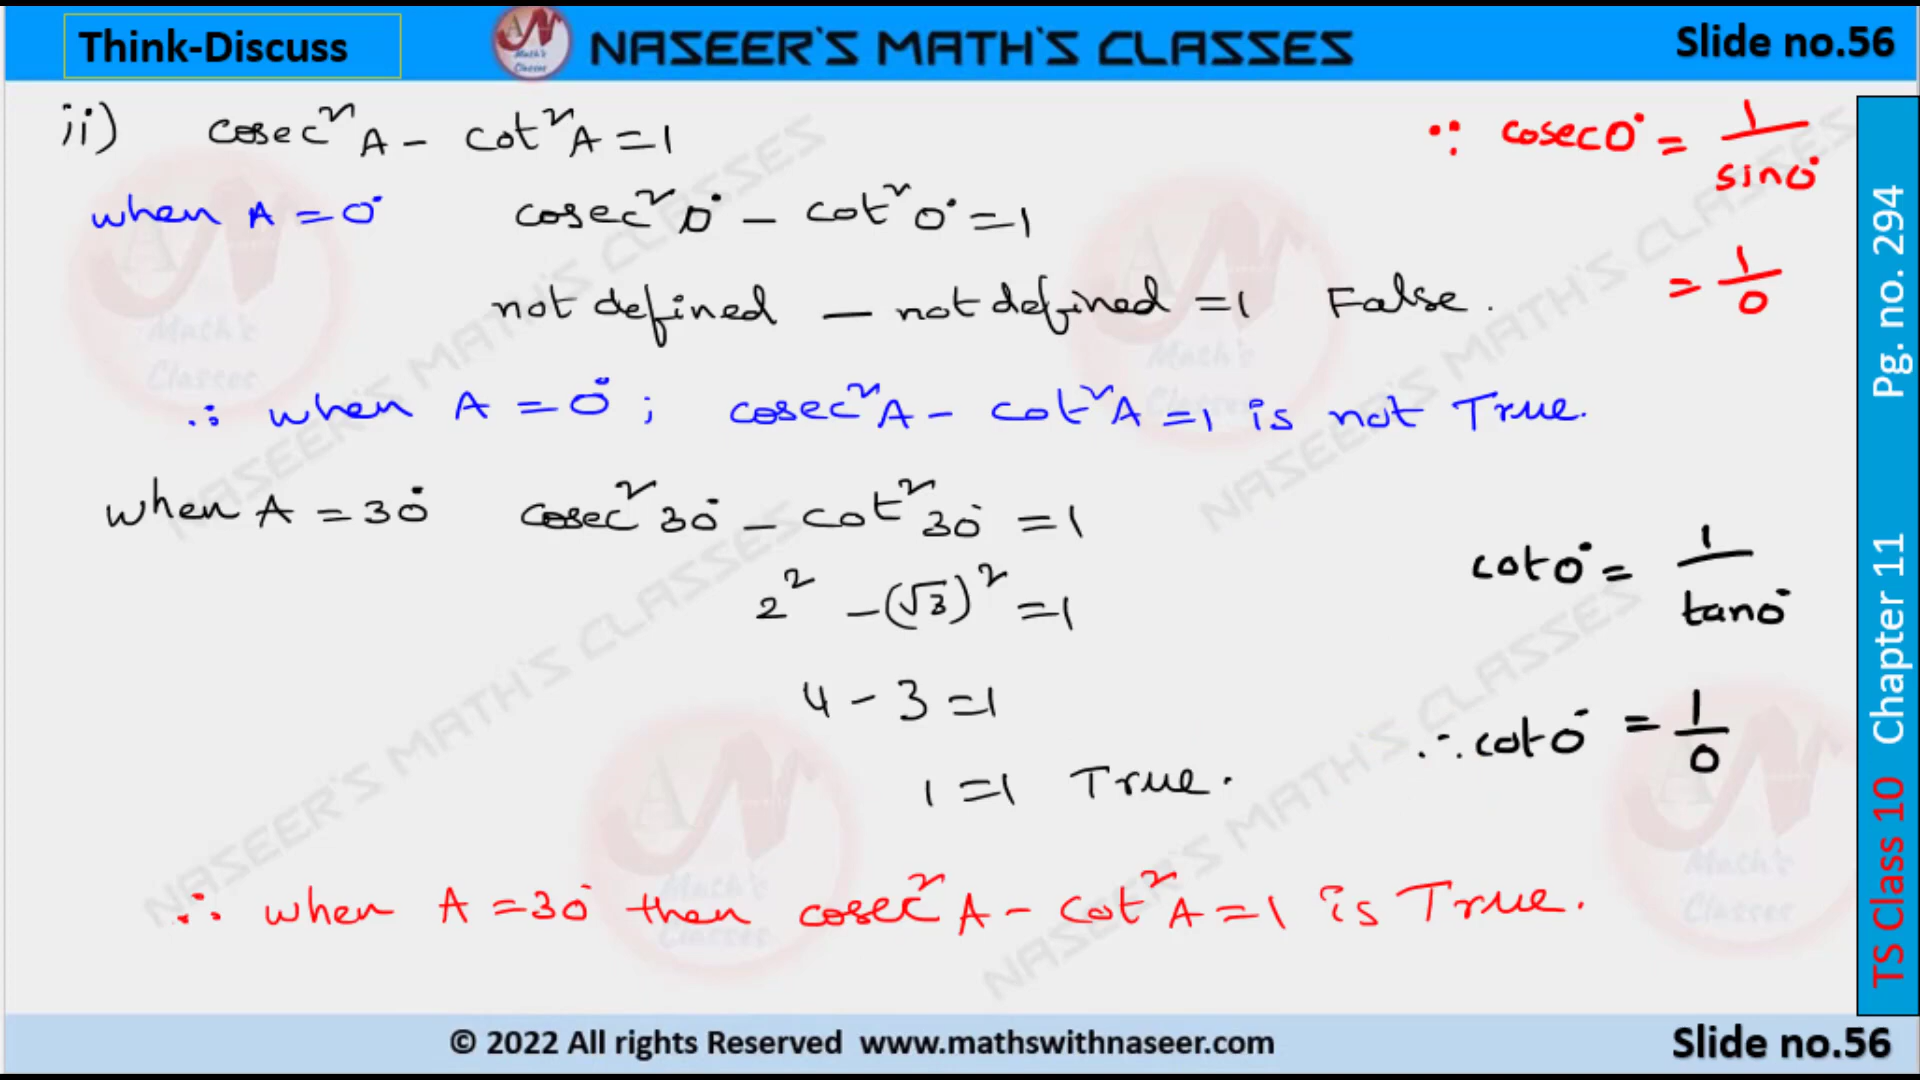 Think-Discuss
NASEER'S MATH'S CLASSES
Slide no.56
ii) cosec²A - cot²A = 1
∵ cosec0° = 1/sin0°
when A = 0° cosec²0° - cot²0° = 1
= 1/0
not defined - not defined = 1 False.
∴ when A = 0°; cosec²A - cot²A = 1 is not True.
when A = 30° cosec²30° - cot²30° = 1
cot0° = 1/tan0°
2² - (√3)² = 1
4 - 3 = 1
∴ cot0° = 1/0
1 = 1 True.
∴ when A = 30° then cosec²A - cot²A = 1 is True.
TS Class 10 Chapter 11 Pg. no. 294
© 2022 All rights Reserved www.mathswithnaseer.com
Slide no.56